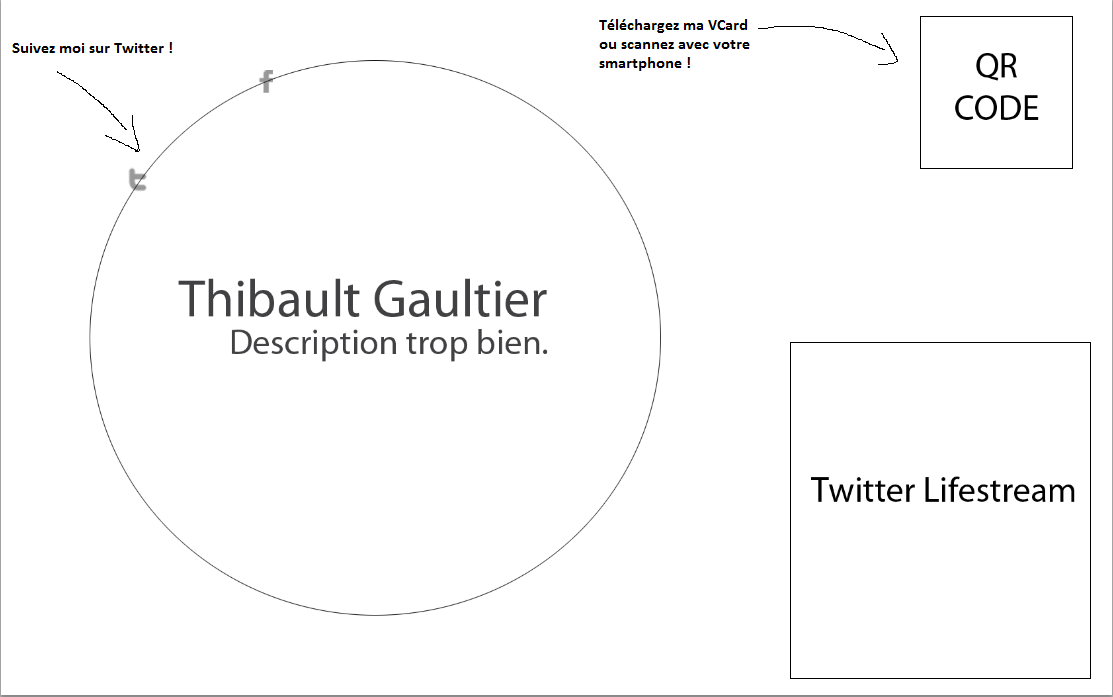 Suivez moi sur Twitter !
Téléchargez ma VCard
ou scannez avec votre
smartphone !
QR
CODE
f
t
Thibault Gaultier
Description trop bien.
Twitter Lifestream